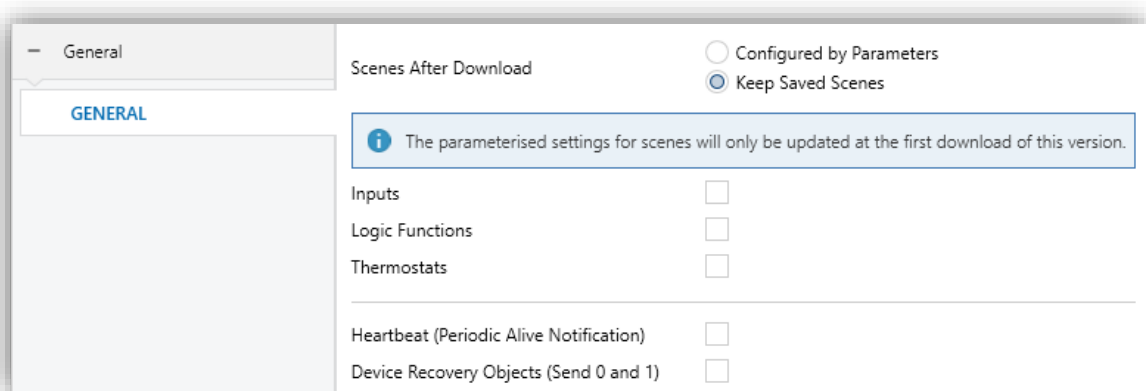 General
GENERAL
Scenes After Download
Configured by Parameters
Keep Saved Scenes
The parameterised settings for scenes will only be updated at the first download of this version.
Inputs
Logic Functions
Thermostats
Heartbeat (Periodic Alive Notification)
Device Recovery Objects (Send 0 and 1)